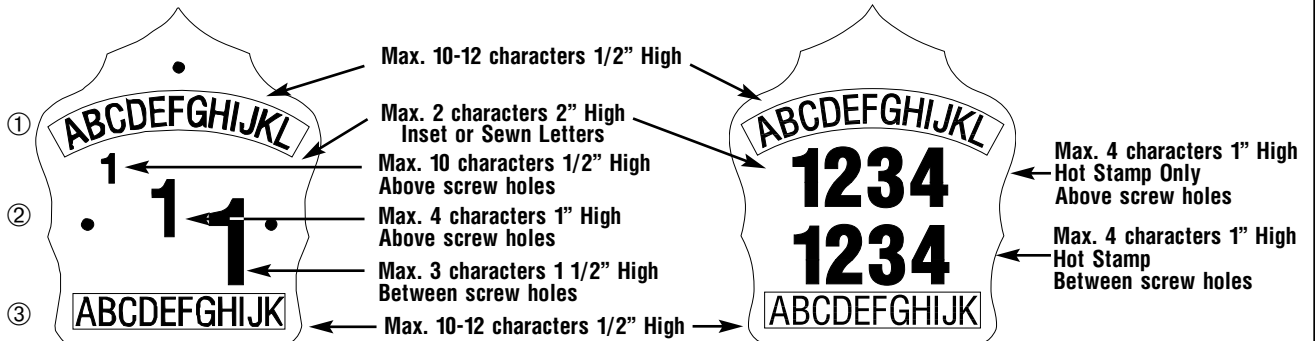 Max. 10-12 characters 1/2” High
①
ABCDEFGHIJKL
ABCDEFGHIJKL
Max. 2 characters 2” High
Inset or Sewn Letters
1
Max. 10 characters 1/2” High
Above screw holes
1234
Max. 4 characters 1” High
Hot Stamp Only
Above screw holes
②
1
1
Max. 4 characters 1” High
Above screw holes
1234
Max. 4 characters 1” High
Hot Stamp
Between screw holes
Max. 3 characters 1 1/2” High
Between screw holes
③
ABCDEFGHIJK
Max. 10-12 characters 1/2” High
ABCDEFGHIJK